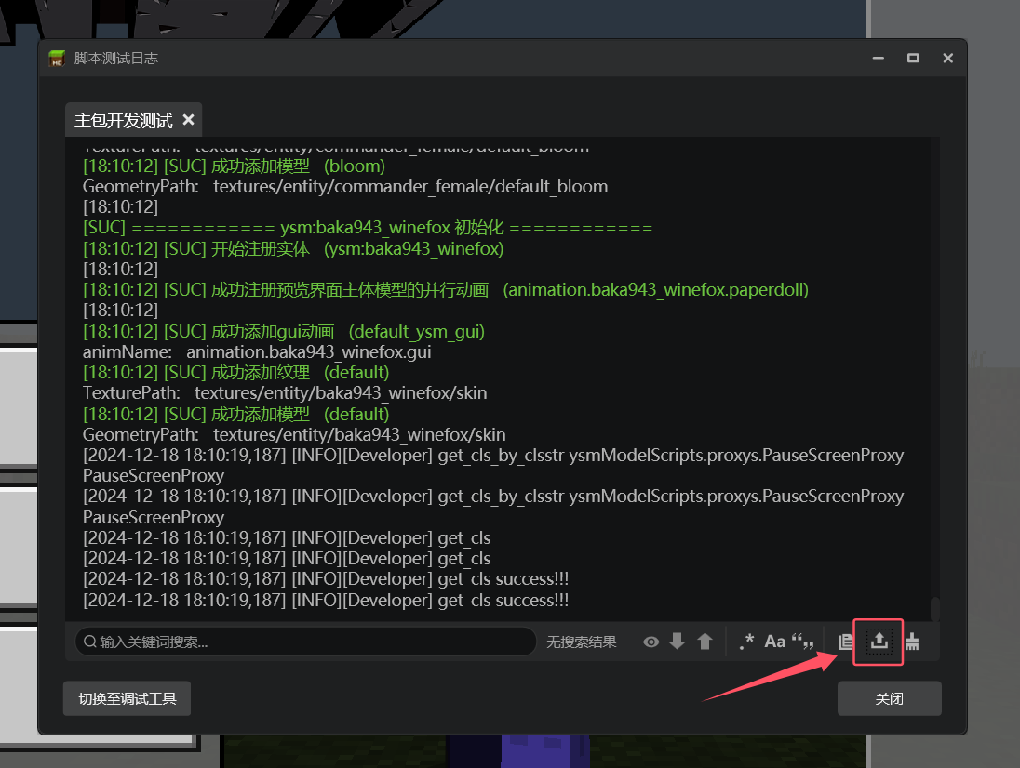 脚本测试日志
主包开发测试
TexturePath: textures/entity/commander_female/default_bloom
[18:10:12] [SUC] 成功添加模型 (bloom)
GeometryPath: textures/entity/commander_female/default_bloom
[18:10:12]
[SUC] ============ ysm:baka943_winefox 初始化 ============
[18:10:12] [SUC] 开始注册实体 (ysm:baka943_winefox)
[18:10:12]
[18:10:12] [SUC] 成功注册预览界面主体模型的并行动画 (animation.baka943_winefox.paperdoll)
[18:10:12]
[18:10:12] [SUC] 成功添加gui动画 (default_ysm_gui)
animName: animation.baka943_winefox.gui
[18:10:12] [SUC] 成功添加纹理 (default)
TexturePath: textures/entity/baka943_winefox/skin
[18:10:12] [SUC] 成功添加模型 (default)
GeometryPath: textures/entity/baka943_winefox/skin
[2024-12-18 18:10:19,187] [INFO][Developer] get_cls_by_clsstr ysmModelScripts.proxys.PauseScreenProxy
PauseScreenProxy
[2024-12-18 18:10:19,187] [INFO][Developer] get_cls_by_clsstr ysmModelScripts.proxys.PauseScreenProxy
PauseScreenProxy
[2024-12-18 18:10:19,187] [INFO][Developer] get_cls
[2024-12-18 18:10:19,187] [INFO][Developer] get_cls
[2024-12-18 18:10:19,187] [INFO][Developer] get_cls success!!!
[2024-12-18 18:10:19,187] [INFO][Developer] get_cls success!!!
输入关键词搜索... 无搜索结果 .* Aa “,,
切换至调试工具 关闭